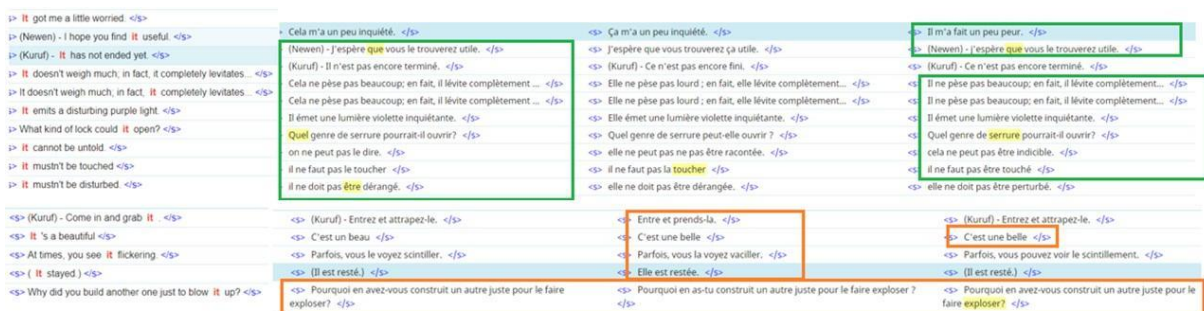 s> It got me a little worried. </s>
s> (Newen) - I hope you find it useful. </s>
s> (Kuruf) - It has not ended yet. </s>
s> It doesn't weigh much; in fact, it completely levitates... </s>
s> It doesn't weigh much; in fact, it completely levitates... </s>
s> It emits a disturbing purple light. </s>
s> What kind of lock could it open? </s>
s> it cannot be untold. </s>
s> it mustn't be touched </s>
s> it mustn't be disturbed. </s>
Cela m'a un peu inquiété. </s>
(Newen) - J'espère que vous le trouverez utile. </s>
(Kuruf) - Il n'est pas encore terminé. </s>
Cela ne pèse pas beaucoup; en fait, il lévite complètement ... </s>
Cela ne pèse pas beaucoup; en fait, il lévite complètement ... </s>
Il émet une lumière violette inquiétante. </s>
Quel genre de serrure pourrait-il ouvrir? </s>
on ne peut pas le dire. </s>
il ne faut pas le toucher </s>
il ne doit pas être dérangé. </s>
<s> Ça m'a un peu inquiété. </s>
<s> J'espère que vous trouverez ça utile. </s>
<s> (Kuruf) - Ce n'est pas encore fini. </s>
<s> Elle ne pèse pas lourd ; en fait, elle lévite complètement... </s>
<s> Elle ne pèse pas lourd ; en fait, elle lévite complètement... </s>
<s> Elle émet une lumière violette inquiétante. </s>
<s> Quel genre de serrure peut-elle ouvrir ? </s>
<s> elle ne peut pas ne pas être racontée. </s>
<s> il ne faut pas la toucher </s>
<s> elle ne doit pas être dérangée. </s>
<s> Il m'a fait un peu peur. </s>
<s> (Newen) - j'espère que vous le trouverez utile. </s>
<s> (Kuruf) - Ce n'est pas encore terminé. </s>
<s> Il ne pèse pas beaucoup; en fait, il lévite complètement... </s>
<s> Il ne pèse pas beaucoup; en fait, il lévite complètement... </s>
<s> Il émet une lumière violette inquiétante. </s>
<s> Quel genre de serrure pourrait-il ouvrir? </s>
<s> cela ne peut pas être indicible. </s>
<s> il ne faut pas être touché </s>
<s> elle ne doit pas être perturbé. </s>
<s> (Kuruf) - Come in and grab it . </s>
<s> It 's a beautiful </s>
<s> At times, you see it flickering. </s>
<s> ( It stayed.) </s>
<s> Why did you build another one just to blow it up? </s>
<s> (Kuruf) - Entrez et attrapez-le. </s>
<s> C'est un beau </s>
<s> Parfois, vous le voyez scintiller. </s>
<s> (Il est resté.) </s>
<s> Pourquoi en avez-vous construit un autre juste pour le faire
exploser? </s>
<s> Entre et prends-la. </s>
<s> C'est une belle </s>
<s> Parfois, vous la voyez vaciller. </s>
<s> Elle est restée. </s>
<s> Pourquoi en as-tu construit un autre juste pour le faire exploser ?
</s>
<s> (Kuruf) - Entrez et attrapez-le. </s>
<s> C'est une belle </s>
<s> Parfois, vous pouvez voir le scintillement. </s>
<s> (Il est resté.) </s>
<s> Pourquoi en avez-vous construit un autre juste pour le
faire exploser? </s>